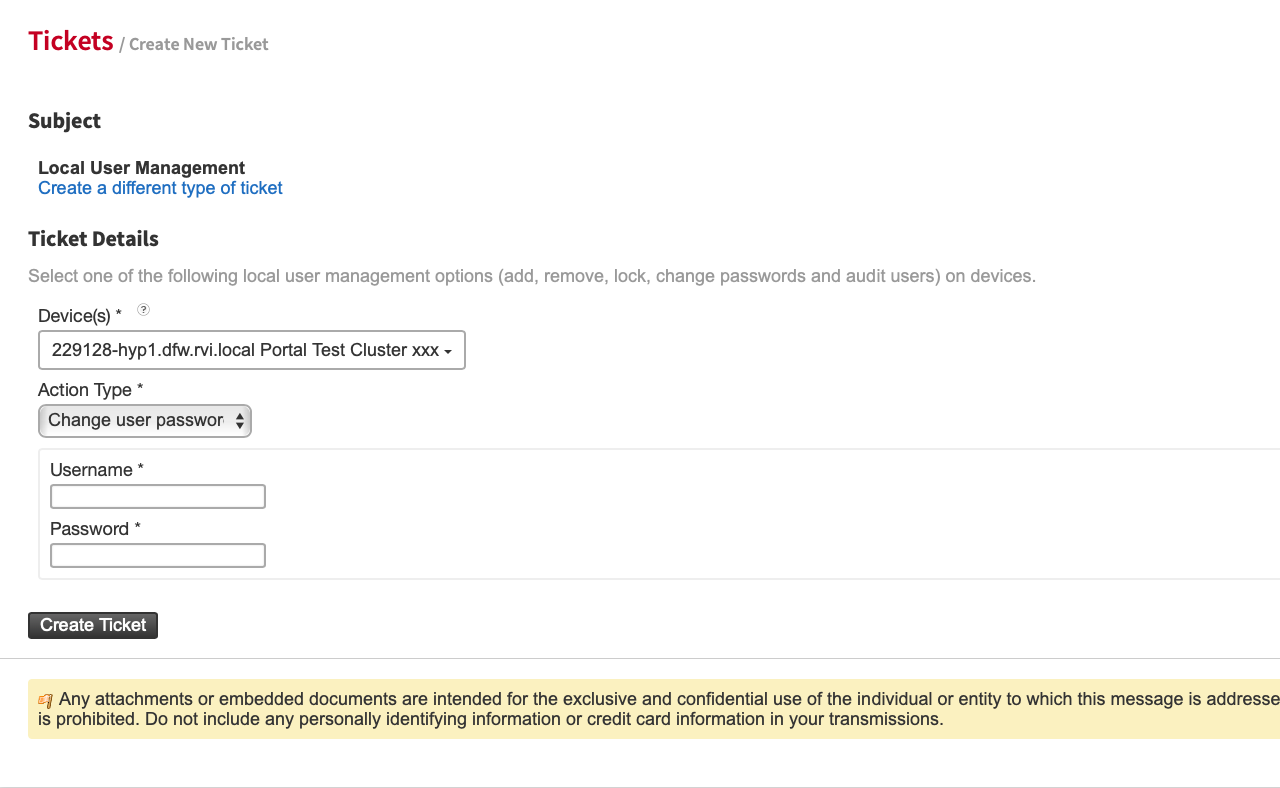 Tickets / Create New Ticket
Subject
Local User Management
Create a different type of ticket
Ticket Details
Select one of the following local user management options (add, remove, lock, change passwords and audit users) on devices.
Device(s) * ?
229128-hyp1.dfw.rvi.local Portal Test Cluster xxx
Action Type *
Change user passwor
Username *
Password *
Create Ticket
Any attachments or embedded documents are intended for the exclusive and confidential use of the individual or entity to which this message is addresse
is prohibited. Do not include any personally identifying information or credit card information in your transmissions.